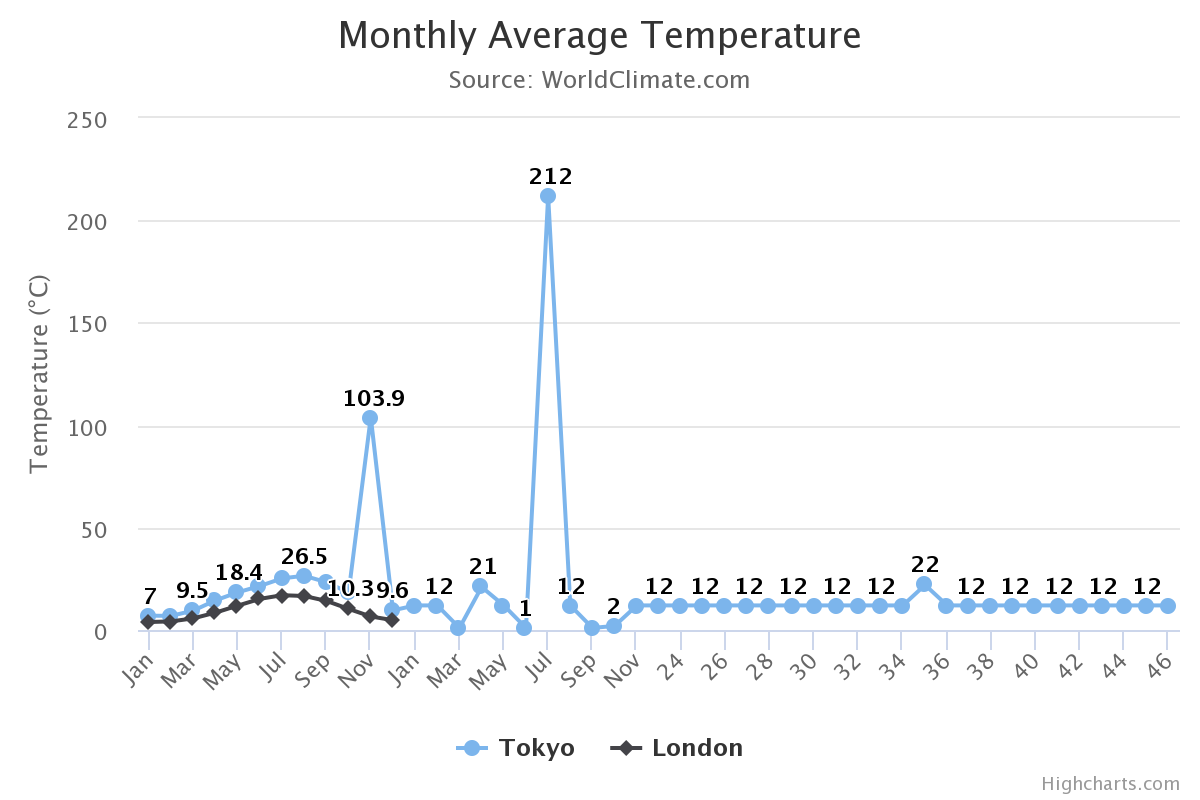 Monthly Average Temperature
Source: WorldClimate.com
Temperature (°C)
250
200
150
100
50
0
7
9.5
18.4
26.5
10.3
103.9
9.6
12
21
1
212
12
2
12
12
12
12
12
12
22
12
12
12
12
12
Jan
Mar
May
Jul
Sep
Nov
Jan
Mar
May
Jul
Sep
Nov
24
26
28
30
32
34
36
38
40
42
44
46
Tokyo
London
Highcharts.com